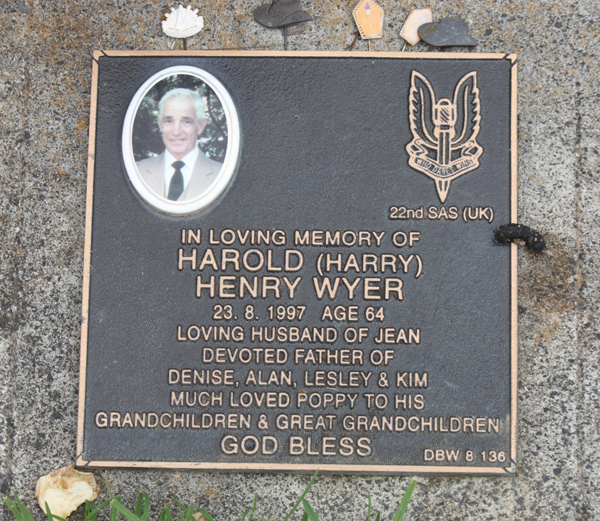 WHO DARES WINS
22nd SAS (UK)
IN LOVING MEMORY OF
HAROLD (HARRY)
HENRY WYER
23. 8. 1997 AGE 64
LOVING HUSBAND OF JEAN
DEVOTED FATHER OF
DENISE, ALAN, LESLEY & KIM
MUCH LOVED POPPY TO HIS
GRANDCHILDREN & GREAT GRANDCHILDREN
GOD BLESS
DBW 8 136